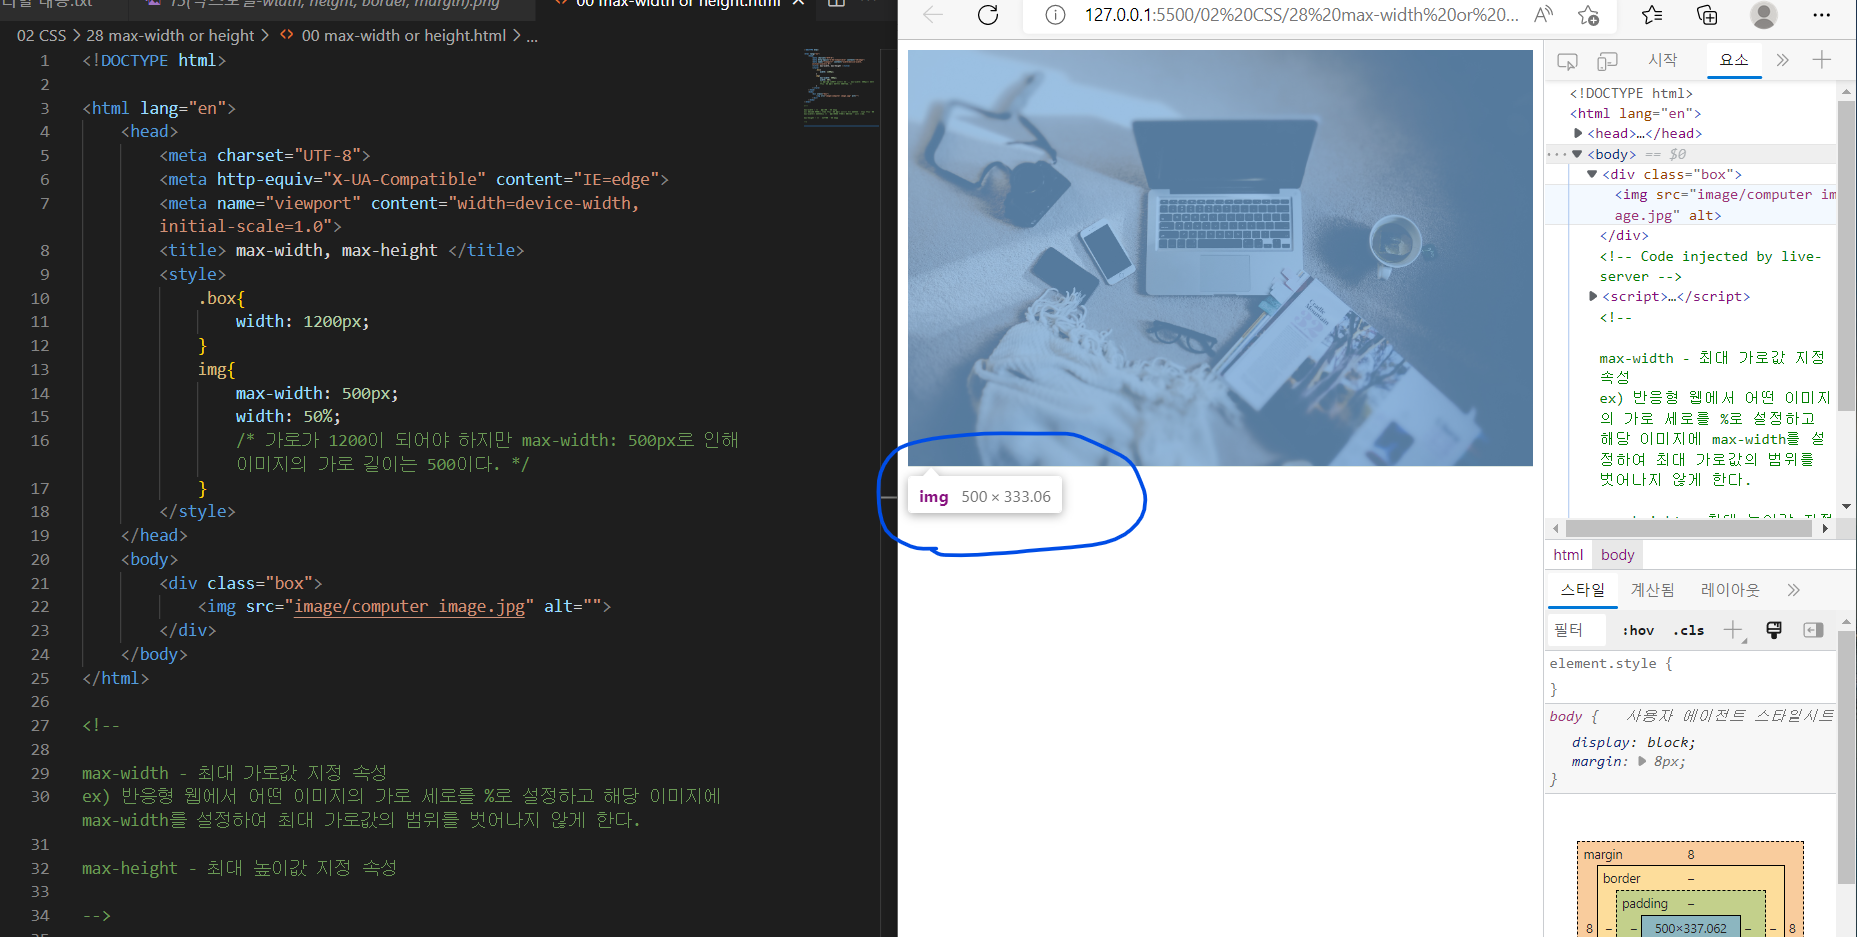 리얼 내용.txt
15(박스모델-width, height, border, margin).png
00 max-width or height.html
02 CSS > 28 max-width or height > <> 00 max-width or height.html > ...
1 <!DOCTYPE html>
2
3 <html lang="en">
4 <head>
5 <meta charset="UTF-8">
6 <meta http-equiv="X-UA-Compatible" content="IE=edge">
7 <meta name="viewport" content="width=device-width,
initial-scale=1.0">
8 <title> max-width, max-height </title>
9 <style>
10 .box{
11 width: 1200px;
12 }
13 img{
14 max-width: 500px;
15 width: 50%;
16 /* 가로가 1200이 되어야 하지만 max-width: 500px로 인해
이미지의 가로 길이는 500이다. */
17 }
18 </style>
19 </head>
20 <body>
21 <div class="box">
22 <img src="image/computer image.jpg" alt="">
23 </div>
24 </body>
25 </html>
26
27 <!--
28
29 max-width - 최대 가로값 지정 속성
30 ex) 반응형 웹에서 어떤 이미지의 가로 세로를 %로 설정하고 해당 이미지에
max-width를 설정하여 최대 가로값의 범위를 벗어나지 않게 한다.
31
32 max-height - 최대 높이값 지정 속성
33
34 -->
127.0.0.1:5500/02%20CSS/28%20max-width%20or%20...
img 500 × 333.06
시작 요소
<!DOCTYPE html>
<html lang="en">
<head>…</head>
<body> == $0
<div class="box">
<img src="image/computer im
age.jpg" alt>
</div>
<!-- Code injected by live-
server -->
<script>…</script>
<!--
max-width - 최대 가로값 지정
속성
ex) 반응형 웹에서 어떤 이미지
의 가로 세로를 %로 설정하고
해당 이미지에 max-width를 설
정하여 최대 가로값의 범위를
벗어나지 않게 한다.
html body
스타일 계산됨 레이아웃
필터 :hov .cls
element.style {
}
body { 사용자 에이전트 스타일시트
display: block;
margin: 8px;
}
margin 8
border –
padding –
8 – – 500×337.062 – – 8